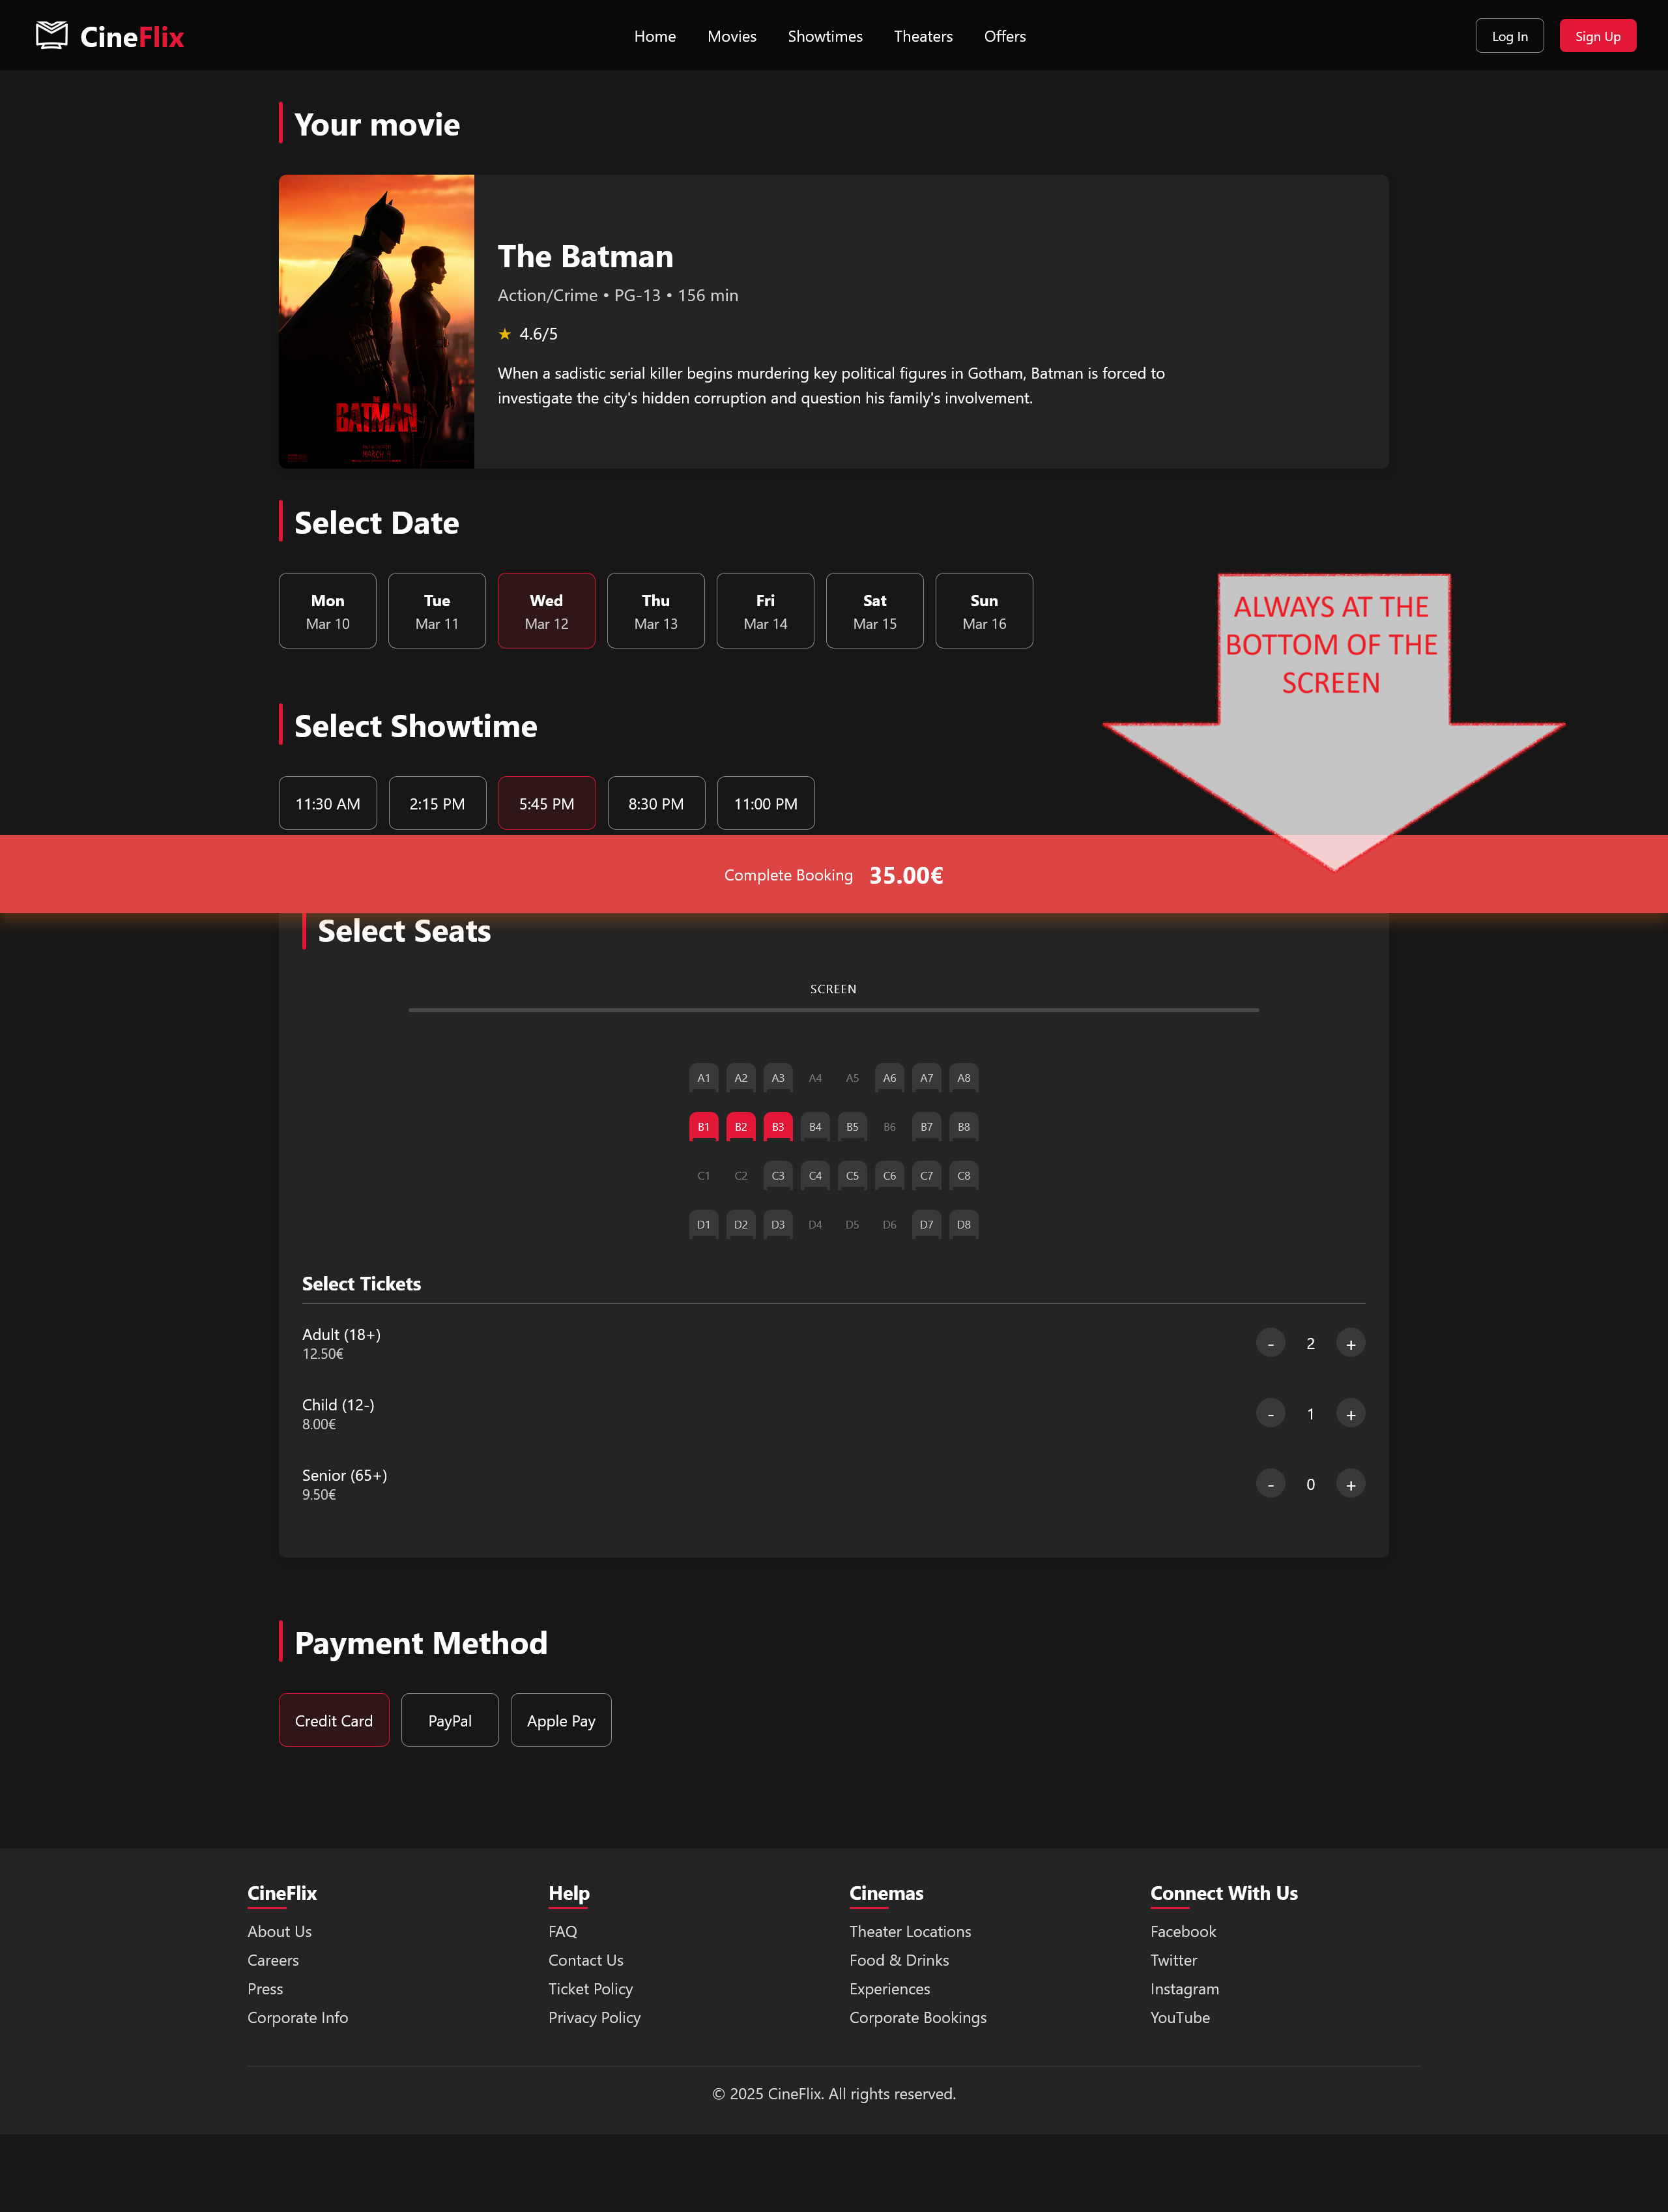 CineFlix
Home
Movies
Showtimes
Theaters
Offers
Log In
Sign Up
Your movie
BATMAN
MARCH 4
The Batman
Action/Crime • PG-13 • 156 min
★ 4.6/5
When a sadistic serial killer begins murdering key political figures in Gotham, Batman is forced to
investigate the city's hidden corruption and question his family's involvement.
Select Date
Mon
Mar 10
Tue
Mar 11
Wed
Mar 12
Thu
Mar 13
Fri
Mar 14
Sat
Mar 15
Sun
Mar 16
ALWAYS AT THE
BOTTOM OF THE
SCREEN
Select Showtime
11:30 AM
2:15 PM
5:45 PM
8:30 PM
11:00 PM
Complete Booking 35.00€
Select Seats
SCREEN
A1 A2 A3 A4 A5 A6 A7 A8
B1 B2 B3 B4 B5 B6 B7 B8
C1 C2 C3 C4 C5 C6 C7 C8
D1 D2 D3 D4 D5 D6 D7 D8
Select Tickets
Adult (18+)
12.50€
- 2 +
Child (12-)
8.00€
- 1 +
Senior (65+)
9.50€
- 0 +
Payment Method
Credit Card
PayPal
Apple Pay
CineFlix
About Us
Careers
Press
Corporate Info
Help
FAQ
Contact Us
Ticket Policy
Privacy Policy
Cinemas
Theater Locations
Food & Drinks
Experiences
Corporate Bookings
Connect With Us
Facebook
Twitter
Instagram
YouTube
© 2025 CineFlix. All rights reserved.